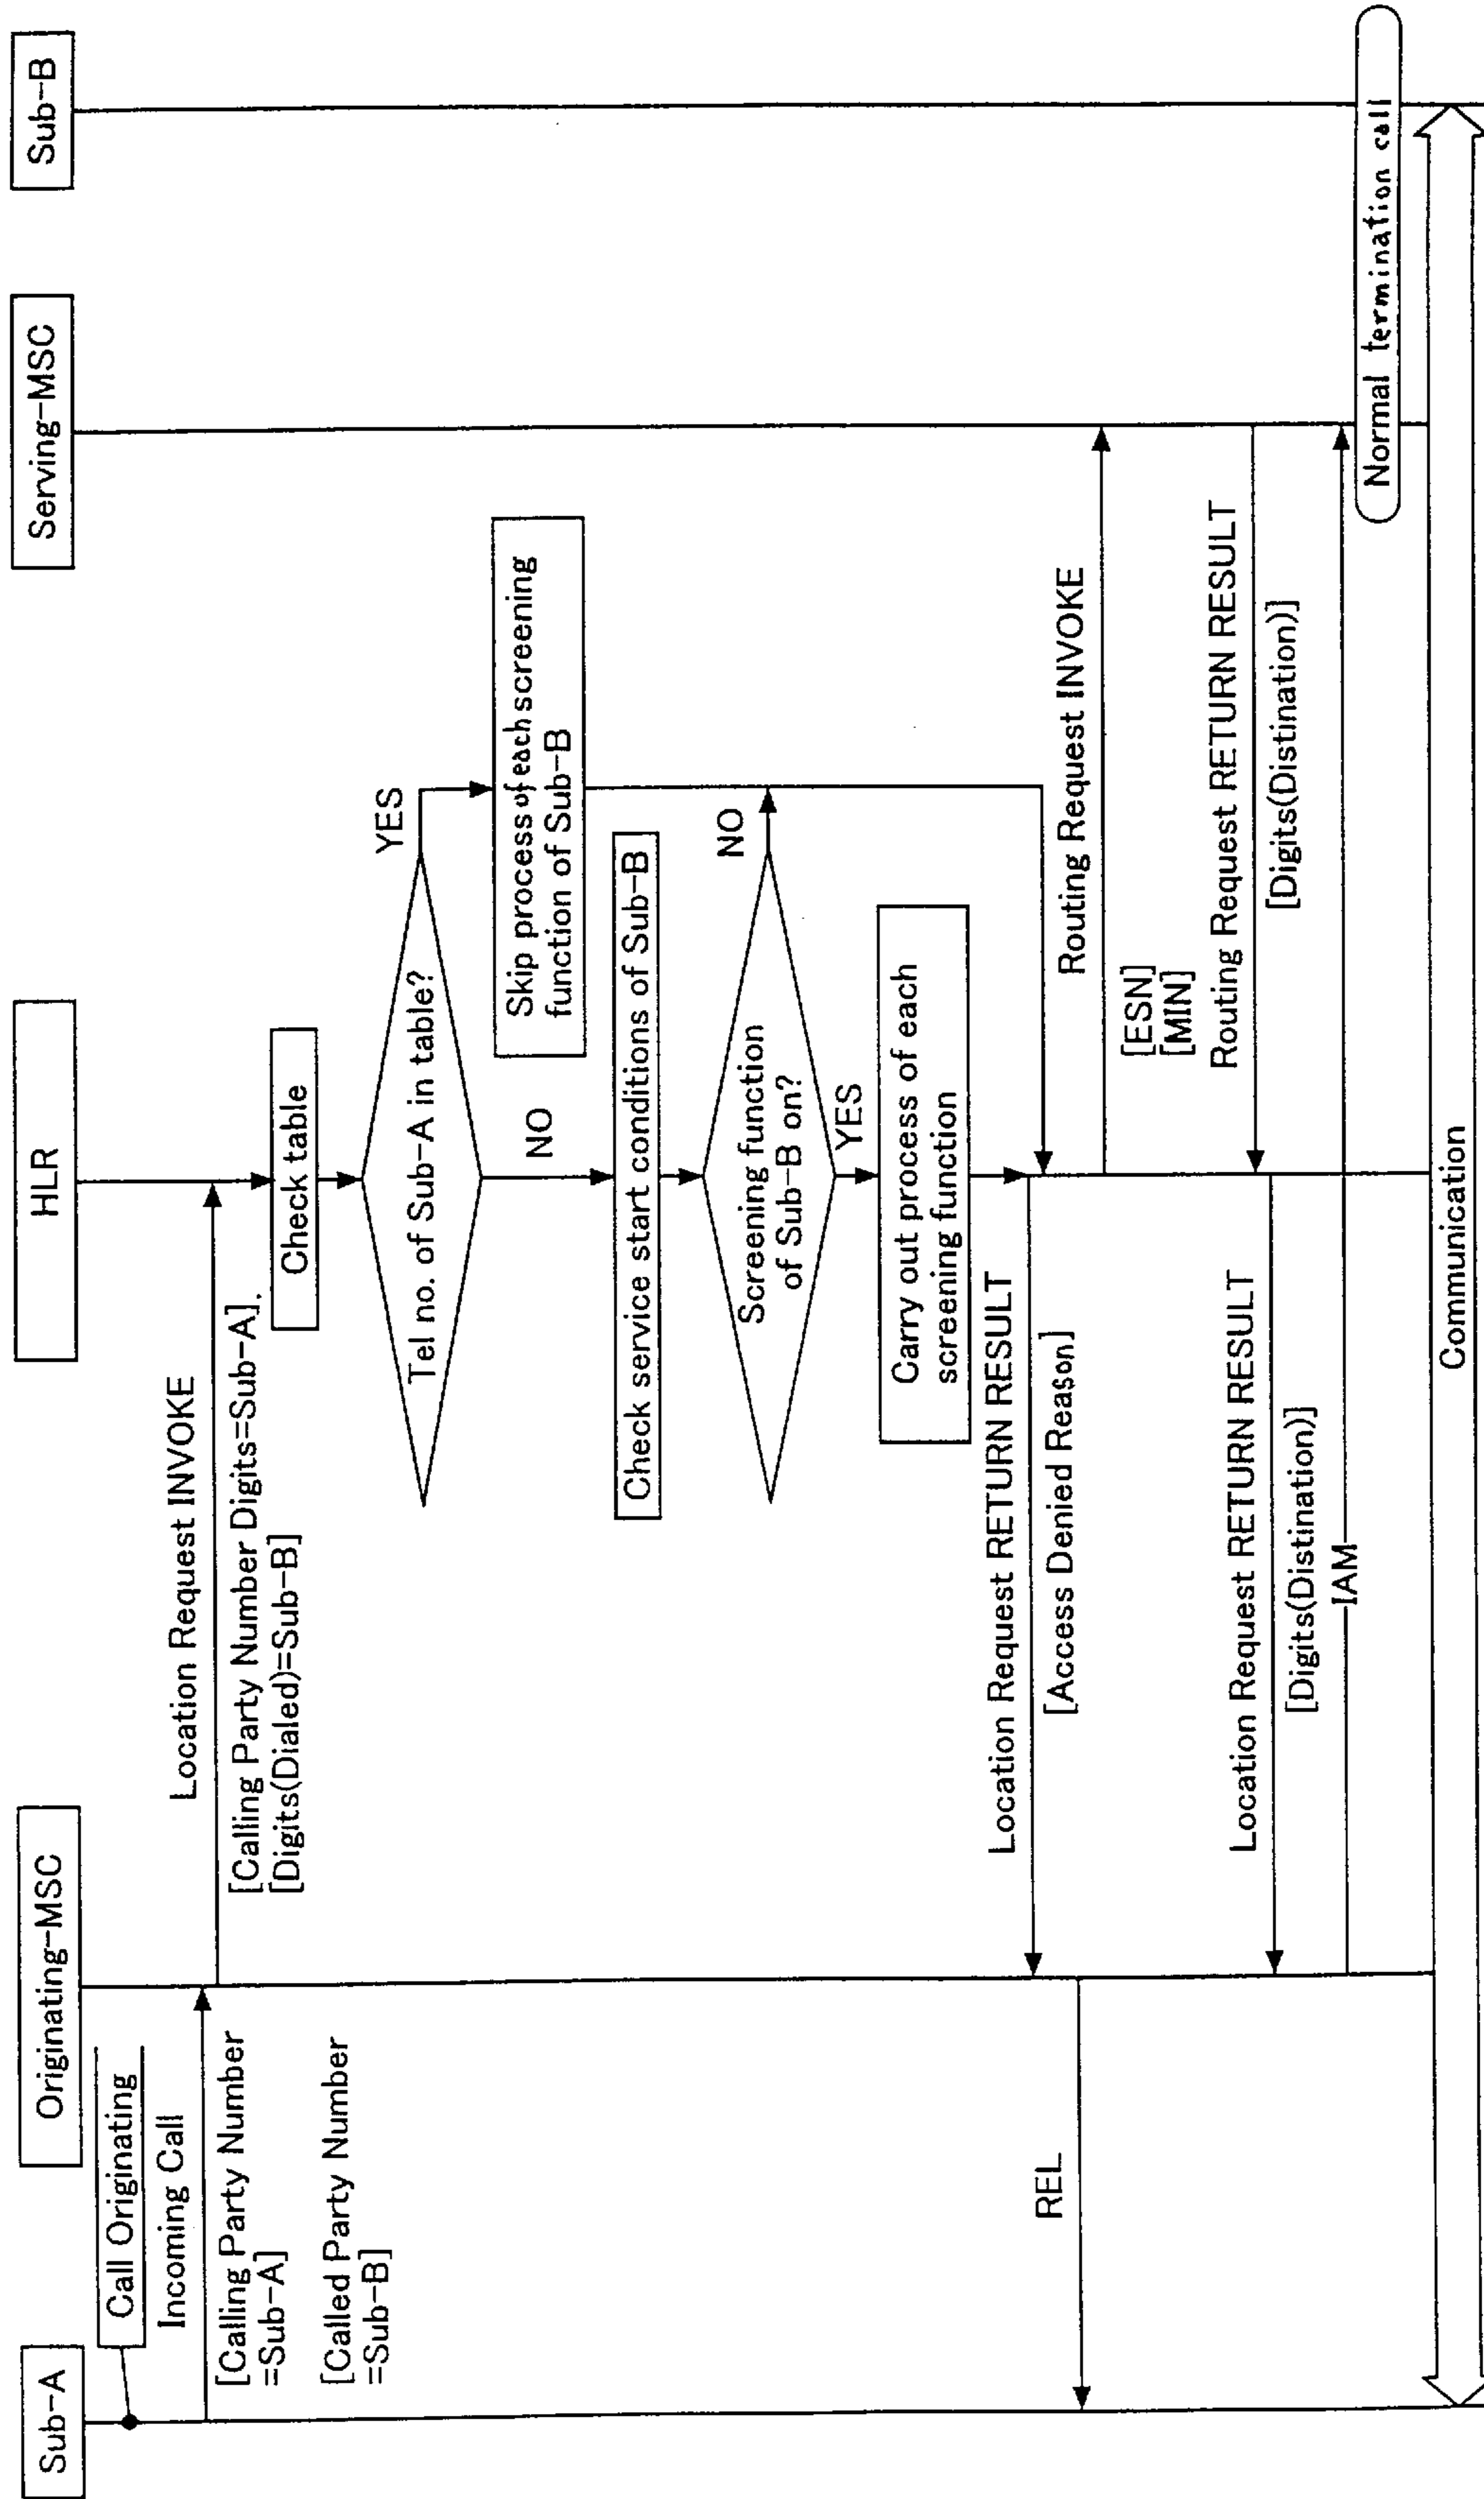 Sub-A
Originating-MSC
HLR
Serving-MSC
Sub-B
Call Originating
Incoming Call
[Calling Party Number
=Sub-A]
[Called Party Number
=Sub-B]
Location Request INVOKE
[Calling Party Number Digits=Sub-A],
[Digits(Dialed)=Sub-B]
Check table
Tel no. of Sub-A in table?
YES
Skip process of each screening
function of Sub-B
NO
Check service start conditions of Sub-B
Screening function
of Sub-B on?
NO
YES
Carry out process of each
screening function
Location Request RETURN RESULT
[Access Denied Reason]
REL
Routing Request INVOKE
[ESN]
[MIN]
Routing Request RETURN RESULT
[Digits(Distination)]
Location Request RETURN RESULT
[Digits(Distination)]
IAM
Normal termination call
Communication